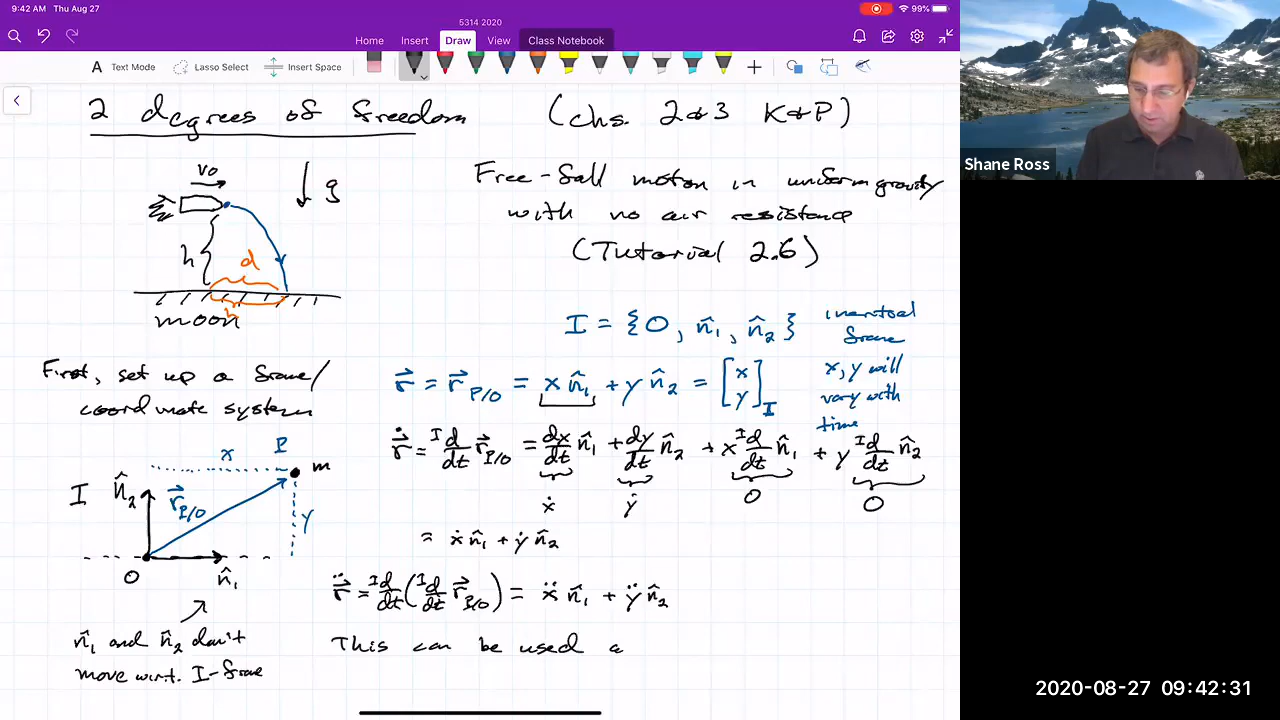 9:42 AM Thu Aug 27
99%
5314 2020
Home Insert Draw View Class Notebook
Text Mode Lasso Select Insert Space
2 degrees of freedom (chs. 2&3 K&P)
v0
g
h
d
moon
Free-fall motion in uniform gravity
with no air resistance
(Tutorial 2.6)
I = {O, n̂₁, n̂₂} inertial
frame
First, set up a frame/
coordinate system
r⃗ = r⃗_P/O = x n̂₁ + y n̂₂ = [x y]_I
x, y will
vary with
time
ṙ⃗ = ᴵd/dt r⃗_P/O = dx/dt n̂₁ + dy/dt n̂₂ + x ᴵd/dt n̂₁ + y ᴵd/dt n̂₂
ẋ ẏ 0 0
= ẋ n̂₁ + ẏ n̂₂
I n̂₂ r⃗_P/O x P m
y
O n̂₁
r̈⃗ = ᴵd/dt (ᴵd/dt r⃗_P/O) = ẍ n̂₁ + ÿ n̂₂
n̂₁ and n̂₂ don't
move w.r.t. I-frame
This can be used a
Shane Ross
2020-08-27 09:42:31